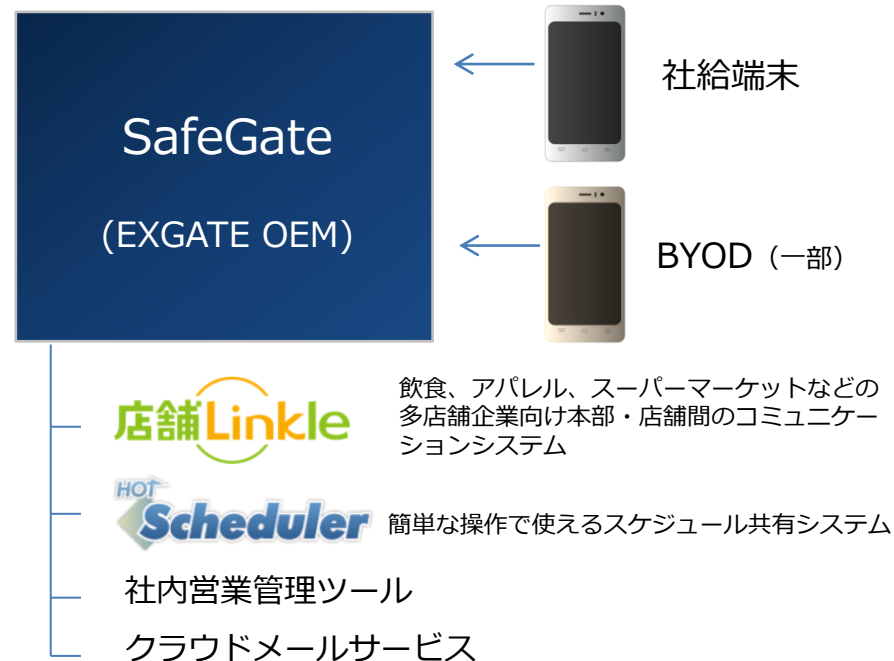 SafeGate
(EXGATE OEM)
社給端末
BYOD（一部）
店舗Linkle
飲食、アパレル、スーパーマーケットなどの
多店舗企業向け本部・店舗間のコミュニケー
ションシステム
HOT
Scheduler
簡単な操作で使えるスケジュール共有システム
社内営業管理ツール
クラウドメールサービス